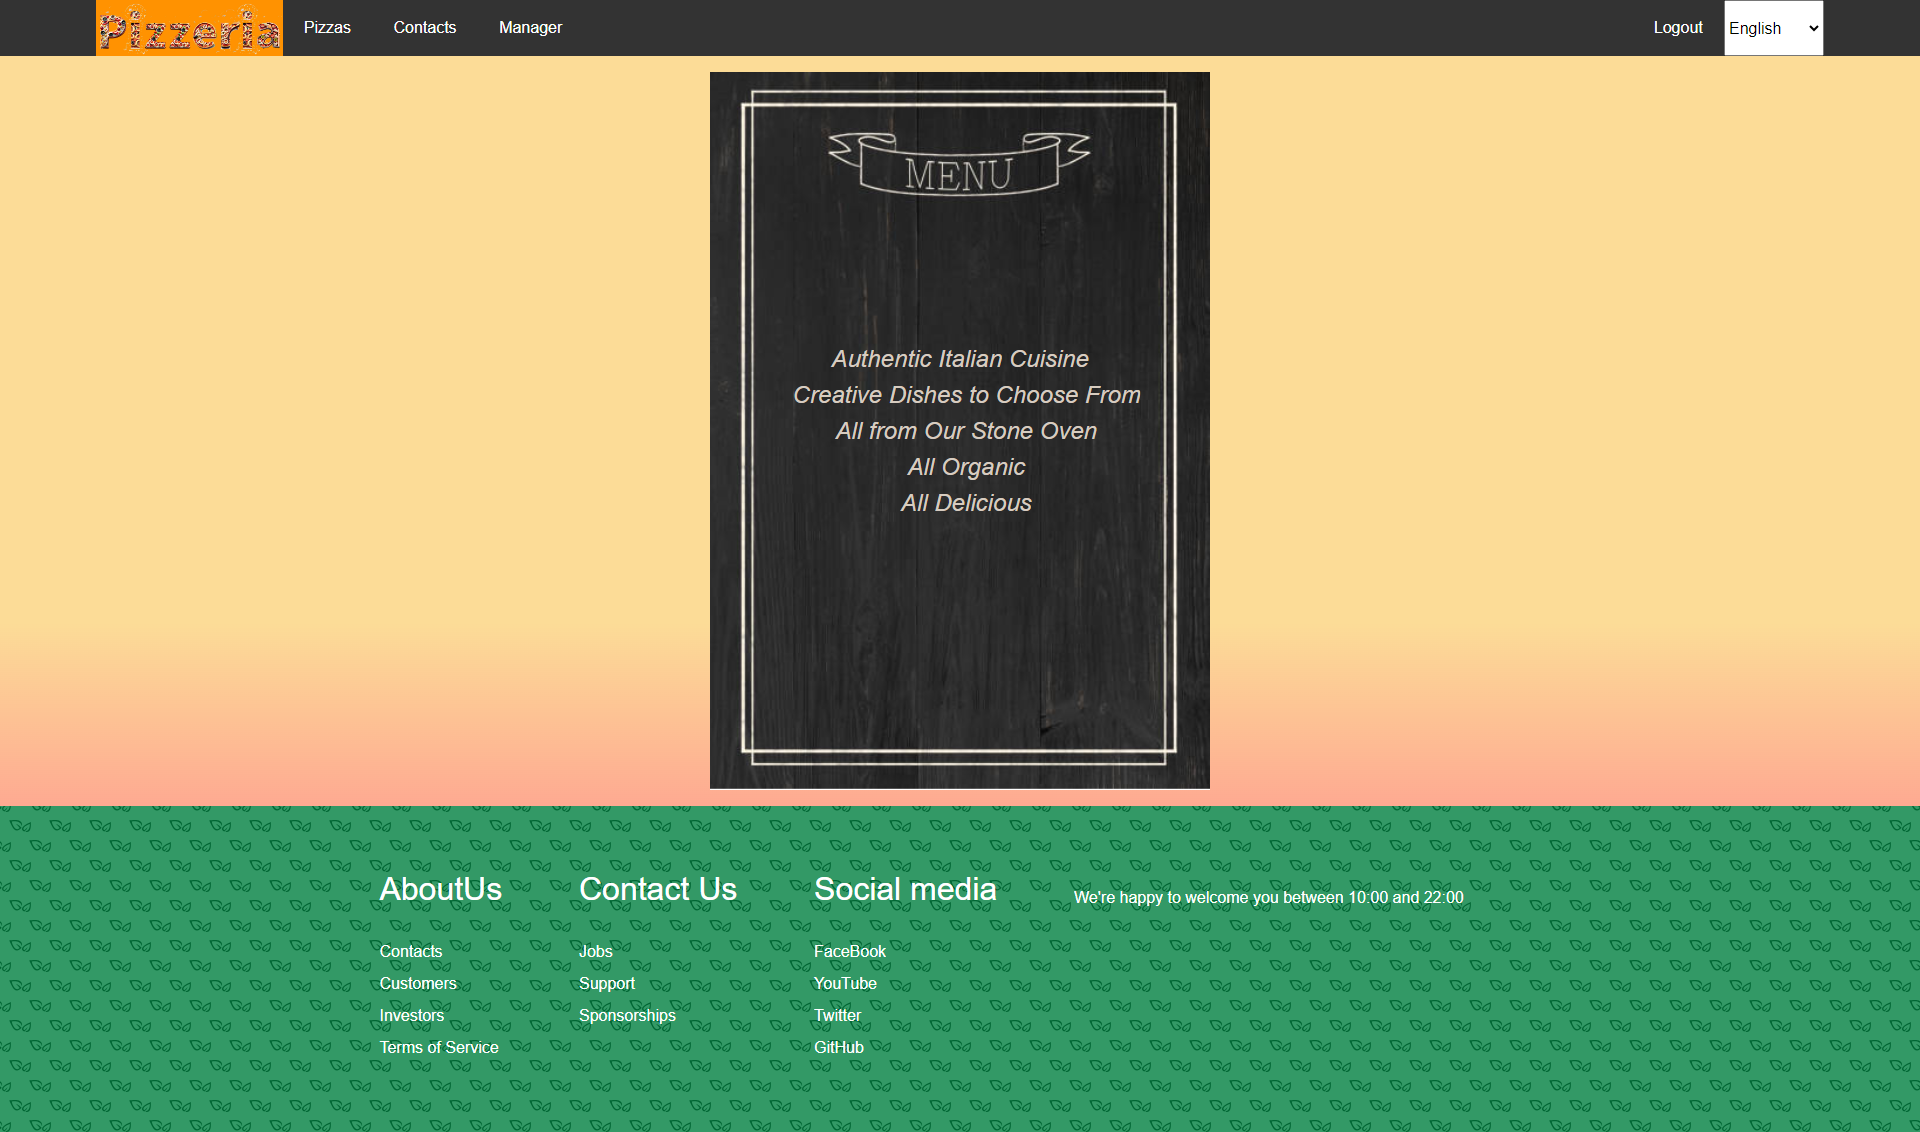 Pizzeria Pizzas Contacts Manager Logout English
MENU
Authentic Italian Cuisine
Creative Dishes to Choose From
All from Our Stone Oven
All Organic
All Delicious
AboutUs
Contacts
Customers
Investors
Terms of Service
Contact Us
Jobs
Support
Sponsorships
Social media
FaceBook
YouTube
Twitter
GitHub
We're happy to welcome you between 10:00 and 22:00